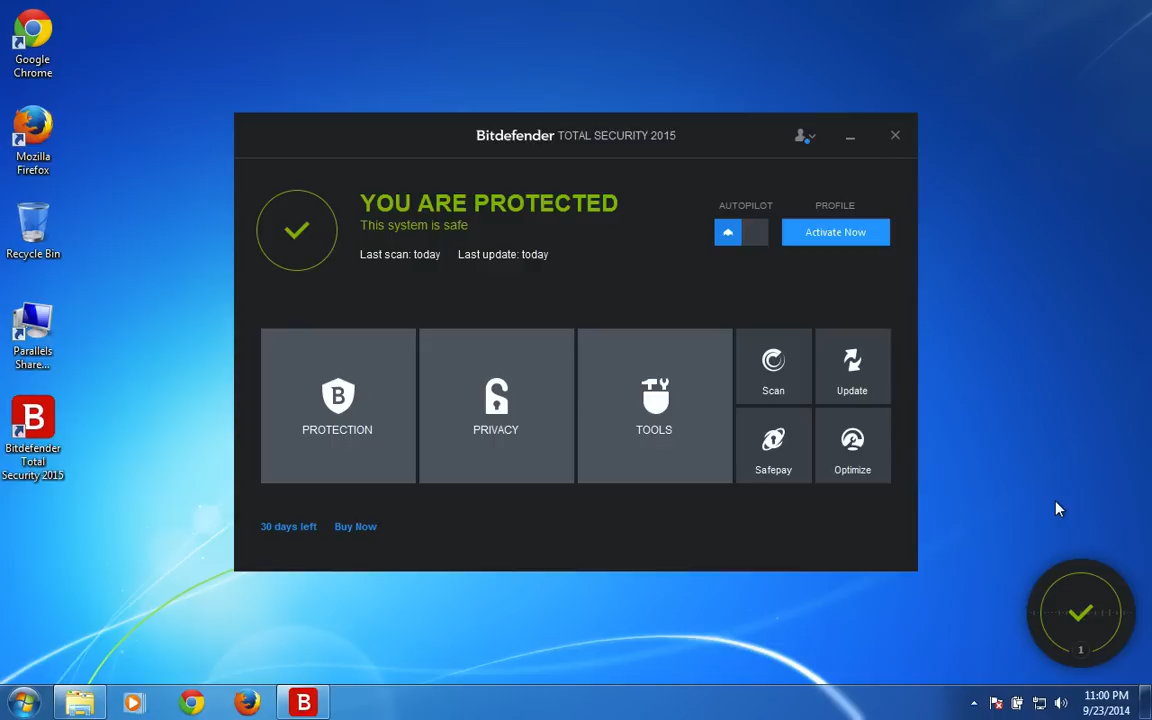 Google
Chrome
Mozilla
Firefox
Recycle Bin
Parallels
Share...
B
Bitdefender
Total
Security 2015
Bitdefender TOTAL SECURITY 2015
YOU ARE PROTECTED
This system is safe
Last scan: today Last update: today
AUTOPILOT PROFILE
Activate Now
B
PROTECTION
PRIVACY
TOOLS
Scan
Update
Safepay
Optimize
30 days left Buy Now
1
B
11:00 PM
9/23/2014